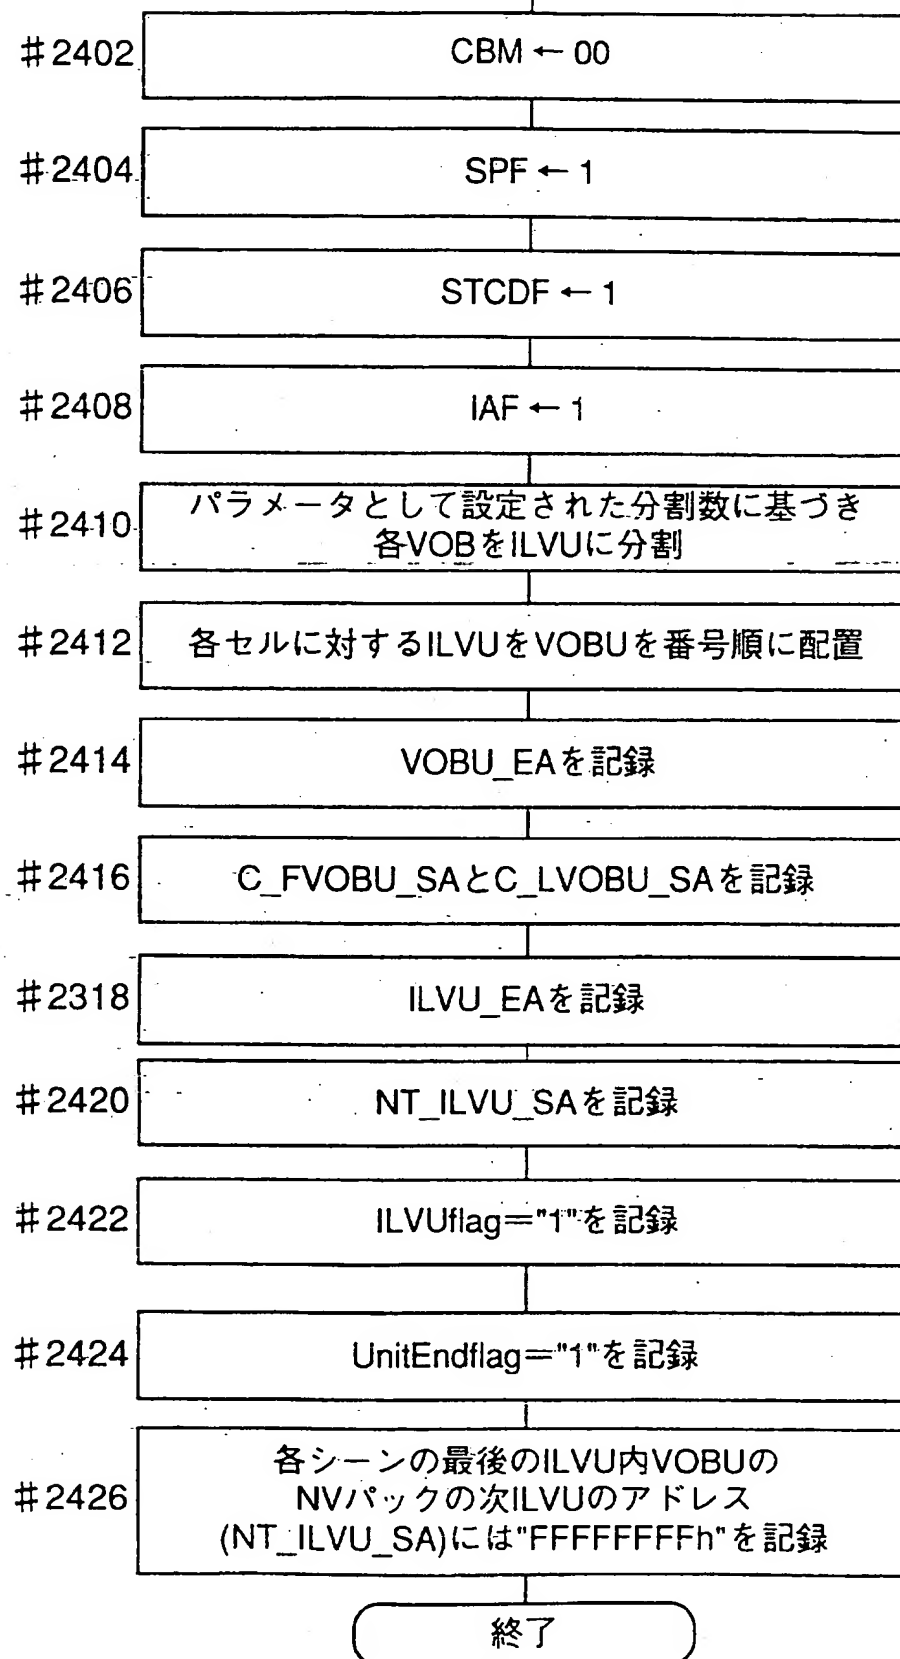 #2402 CBM ← 00
#2404 SPF ← 1
#2406 STCDF ← 1
#2408 IAF ← 1
#2410 パラメータとして設定された分割数に基づき
各VOBをILVUに分割
#2412 各セルに対するILVUをVOBUを番号順に配置
#2414 VOBU_EAを記録
#2416 C_FVOBU_SAとC_LVOBU_SAを記録
#2318 ILVU_EAを記録
#2420 NT_ILVU_SAを記録
#2422 ILVUflag="1"を記録
#2424 UnitEndflag="1"を記録
各シーンの最後のILVU内VOBUの
#2426 NVパックの次ILVUのアドレス
(NT_ILVU_SA)には"FFFFFFFFh"を記録
終了